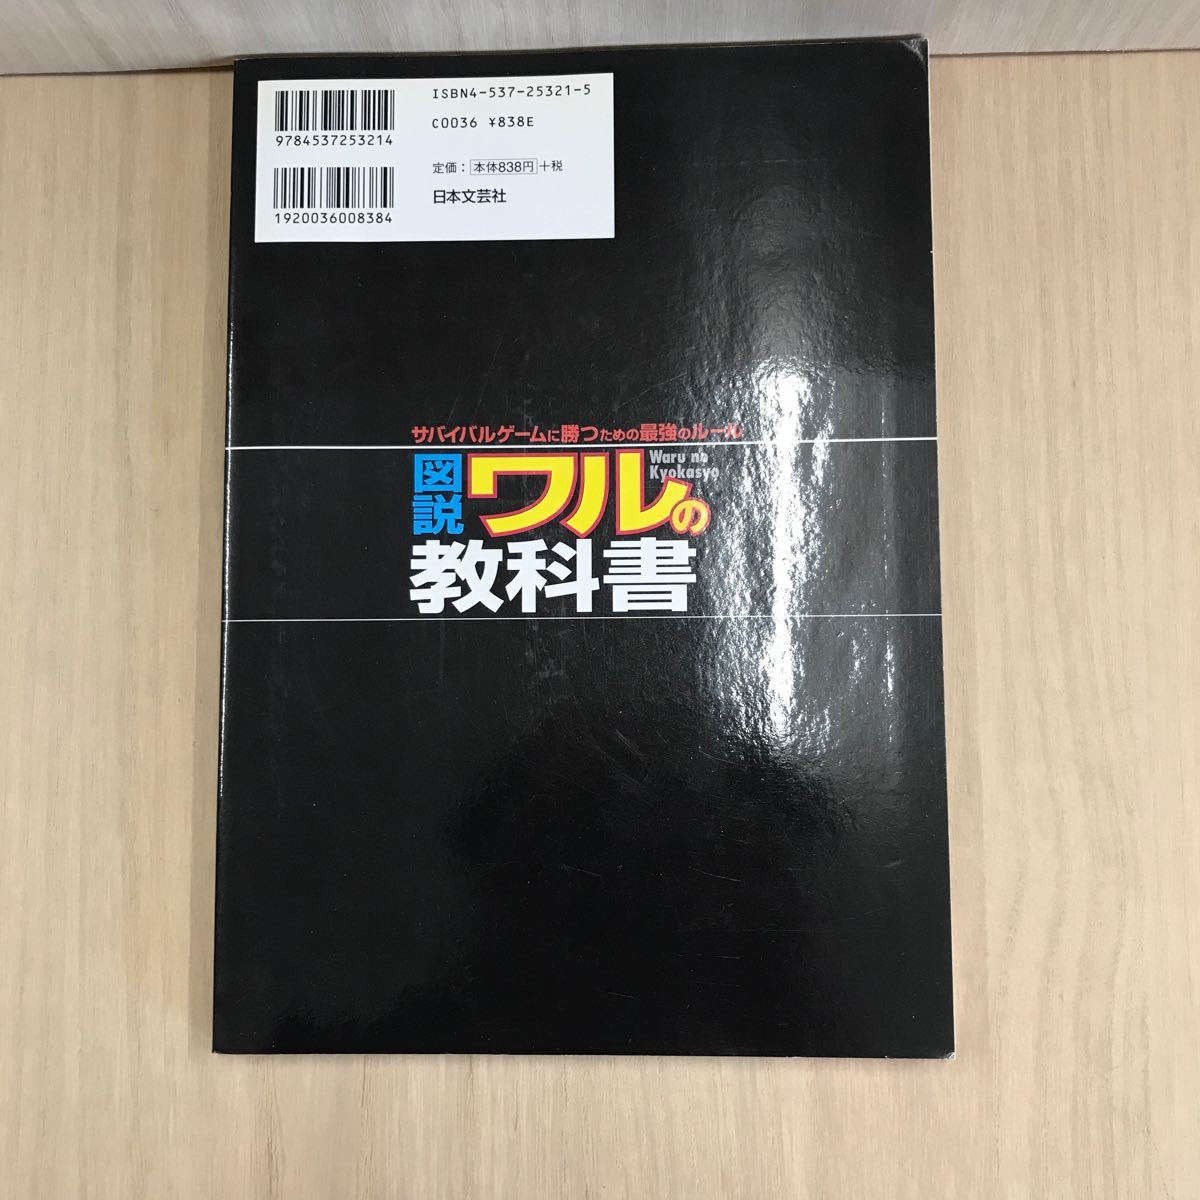 ISBN4-537-25321-5
C0036 ¥838E
9784537253214
定価：本体838円+税
日本文芸社
1920036008384
サバイバルゲームに勝つための最強のルール
図説 ワルの
Waru no
Kyokasyo
教科書